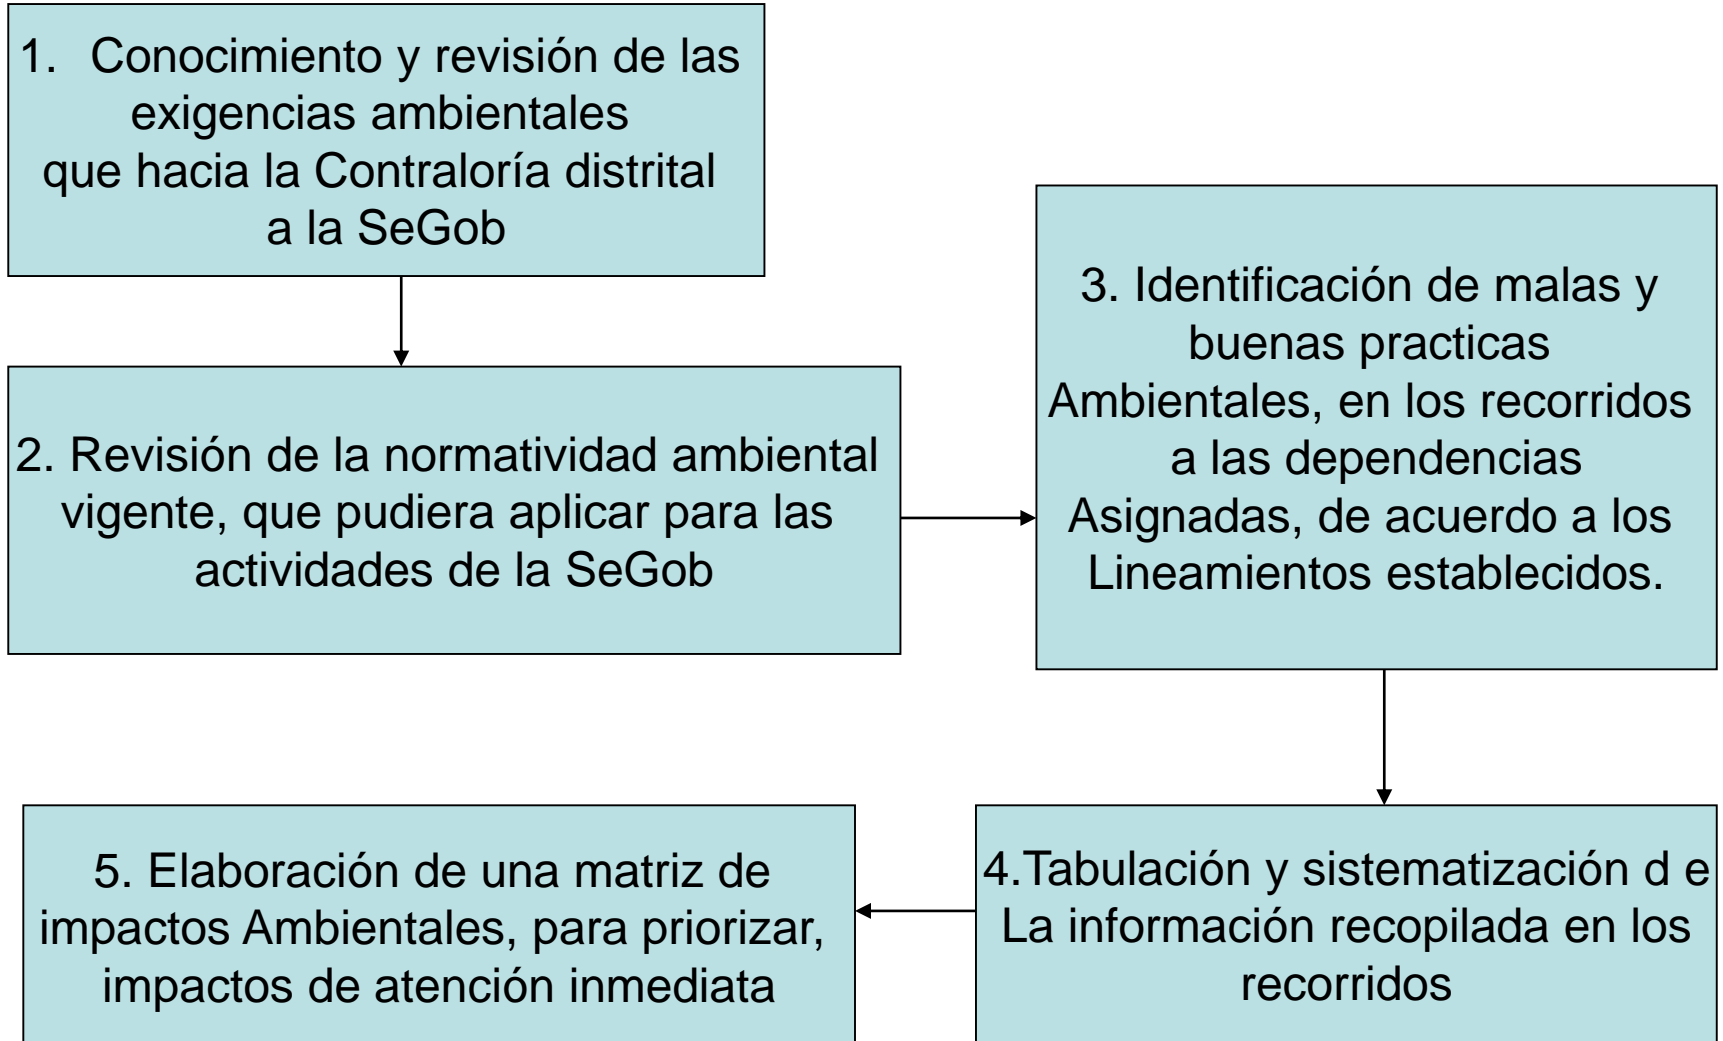 1. Conocimiento y revisión de las
exigencias ambientales
que hacia la Contraloría distrital
a la SeGob
2. Revisión de la normatividad ambiental
vigente, que pudiera aplicar para las
actividades de la SeGob
3. Identificación de malas y
buenas practicas
Ambientales, en los recorridos
a las dependencias
Asignadas, de acuerdo a los
Lineamientos establecidos.
4.Tabulación y sistematización d e
La información recopilada en los
recorridos
5. Elaboración de una matriz de
impactos Ambientales, para priorizar,
impactos de atención inmediata